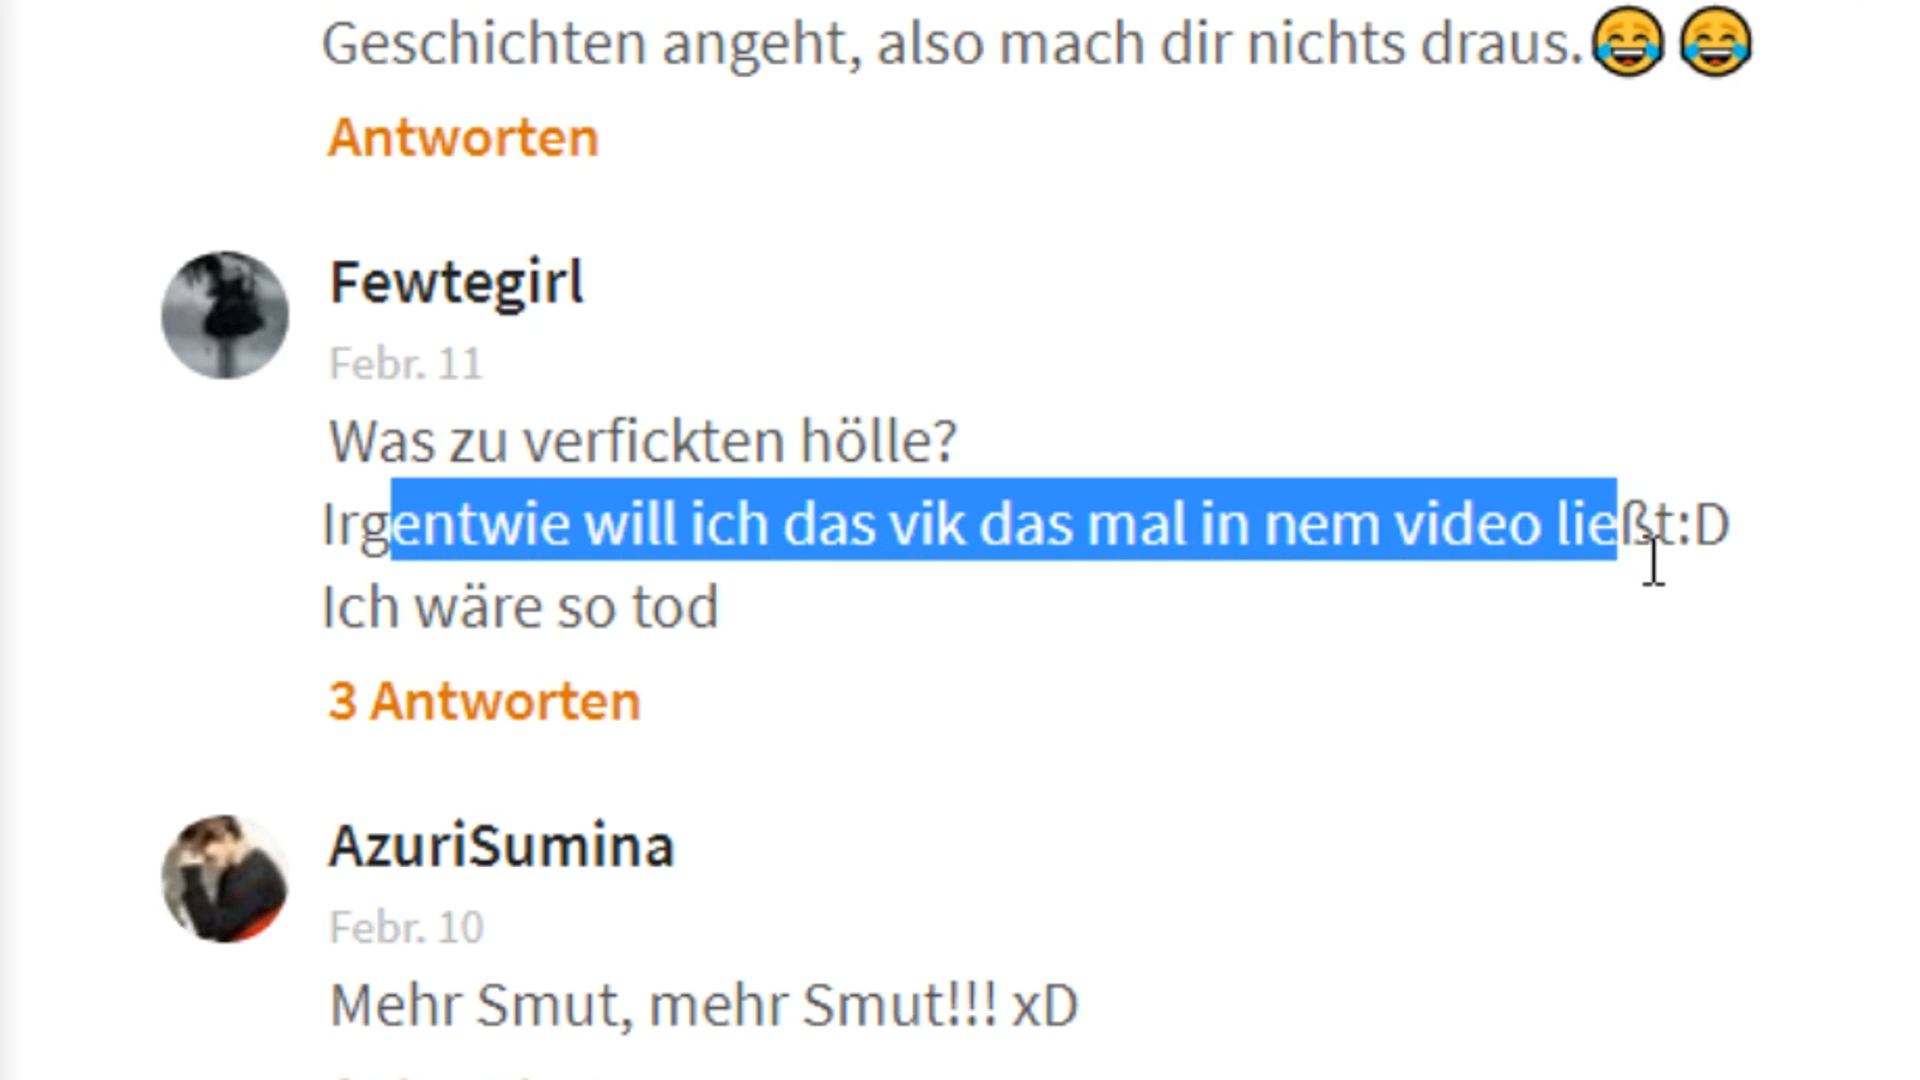 Geschichten angeht, also mach dir nichts draus.😂😂
Antworten
Fewtegirl
Febr. 11
Was zu verfickten hölle?
Irgentwie will ich das vik das mal in nem video ließt:D
Ich wäre so tod
3 Antworten
AzuriSumina
Febr. 10
Mehr Smut, mehr Smut!!! xD